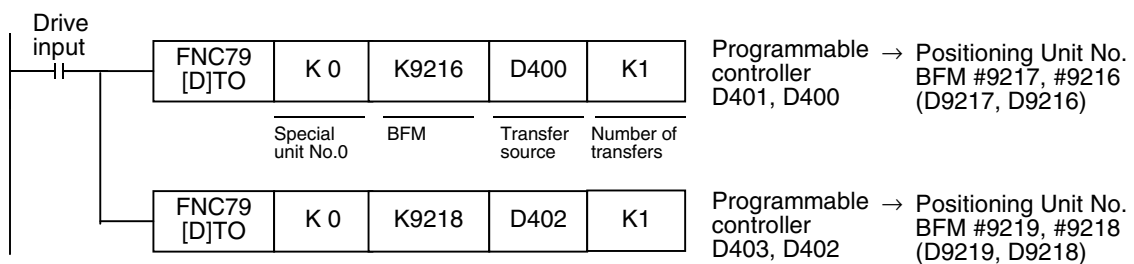 Drive
input
FNC79
[D]TO
K 0
K9216
D400
K1
Programmable
controller
D401, D400
→
Positioning Unit No.
BFM #9217, #9216
(D9217, D9216)
Special
unit No.0
BFM
Transfer
source
Number of
transfers
FNC79
[D]TO
K 0
K9218
D402
K1
Programmable
controller
D403, D402
→
Positioning Unit No.
BFM #9219, #9218
(D9219, D9218)